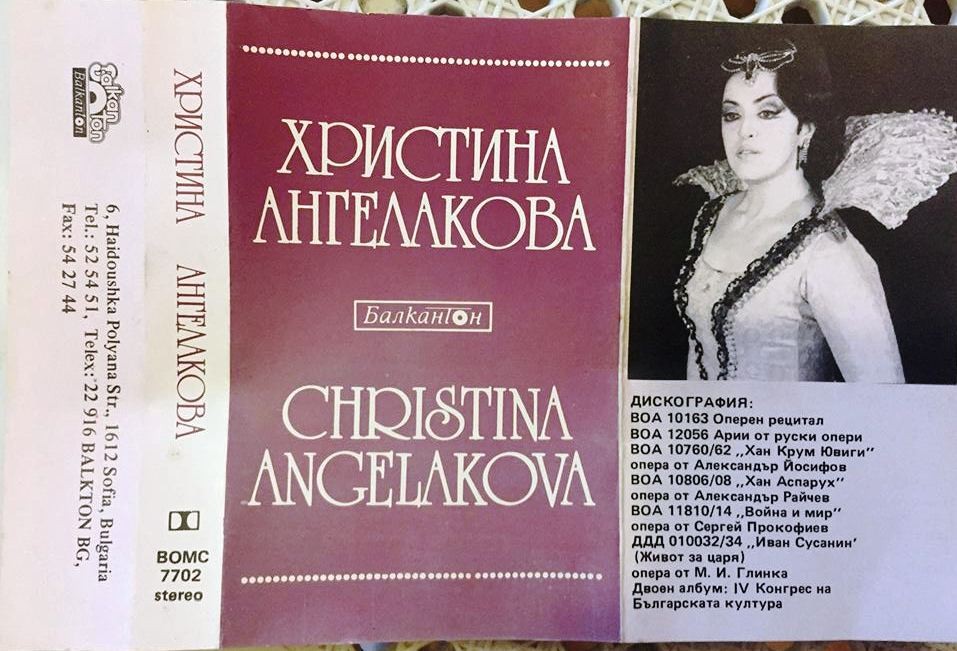 Balkan
Tón
Balkanton
6, Haidoushka Polyana Str., 1612 Sofia, Bulgaria
Tel.: 52 54 51, Telex: 22 916 BALKTON BG,
Fax: 54 27 44
ХРИСТИНА АНГЕЛАКОВА
BOMC
7702
stereo
ХРИСТИНА
АНГЕЛАКОВА
Балкантон
CHRISTINA
ANGELAKOVA
ДИСКОГРАФИЯ:
ВОА 10163 Оперен рецитал
ВОА 12056 Арии от руски опери
ВОА 10760/62 ,,Хан Крум Ювиги"
опера от Александър Йосифов
ВОА 10806/08 ,,Хан Аспарух"
опера от Александър Райчев
ВОА 11810/14 ,,Война и мир"
опера от Сергей Прокофиев
ДДД 010032/34 ,,Иван Сусанин'
(Живот за царя)
опера от М. И. Глинка
Двоен албум: IV Конгрес на
Българската култура